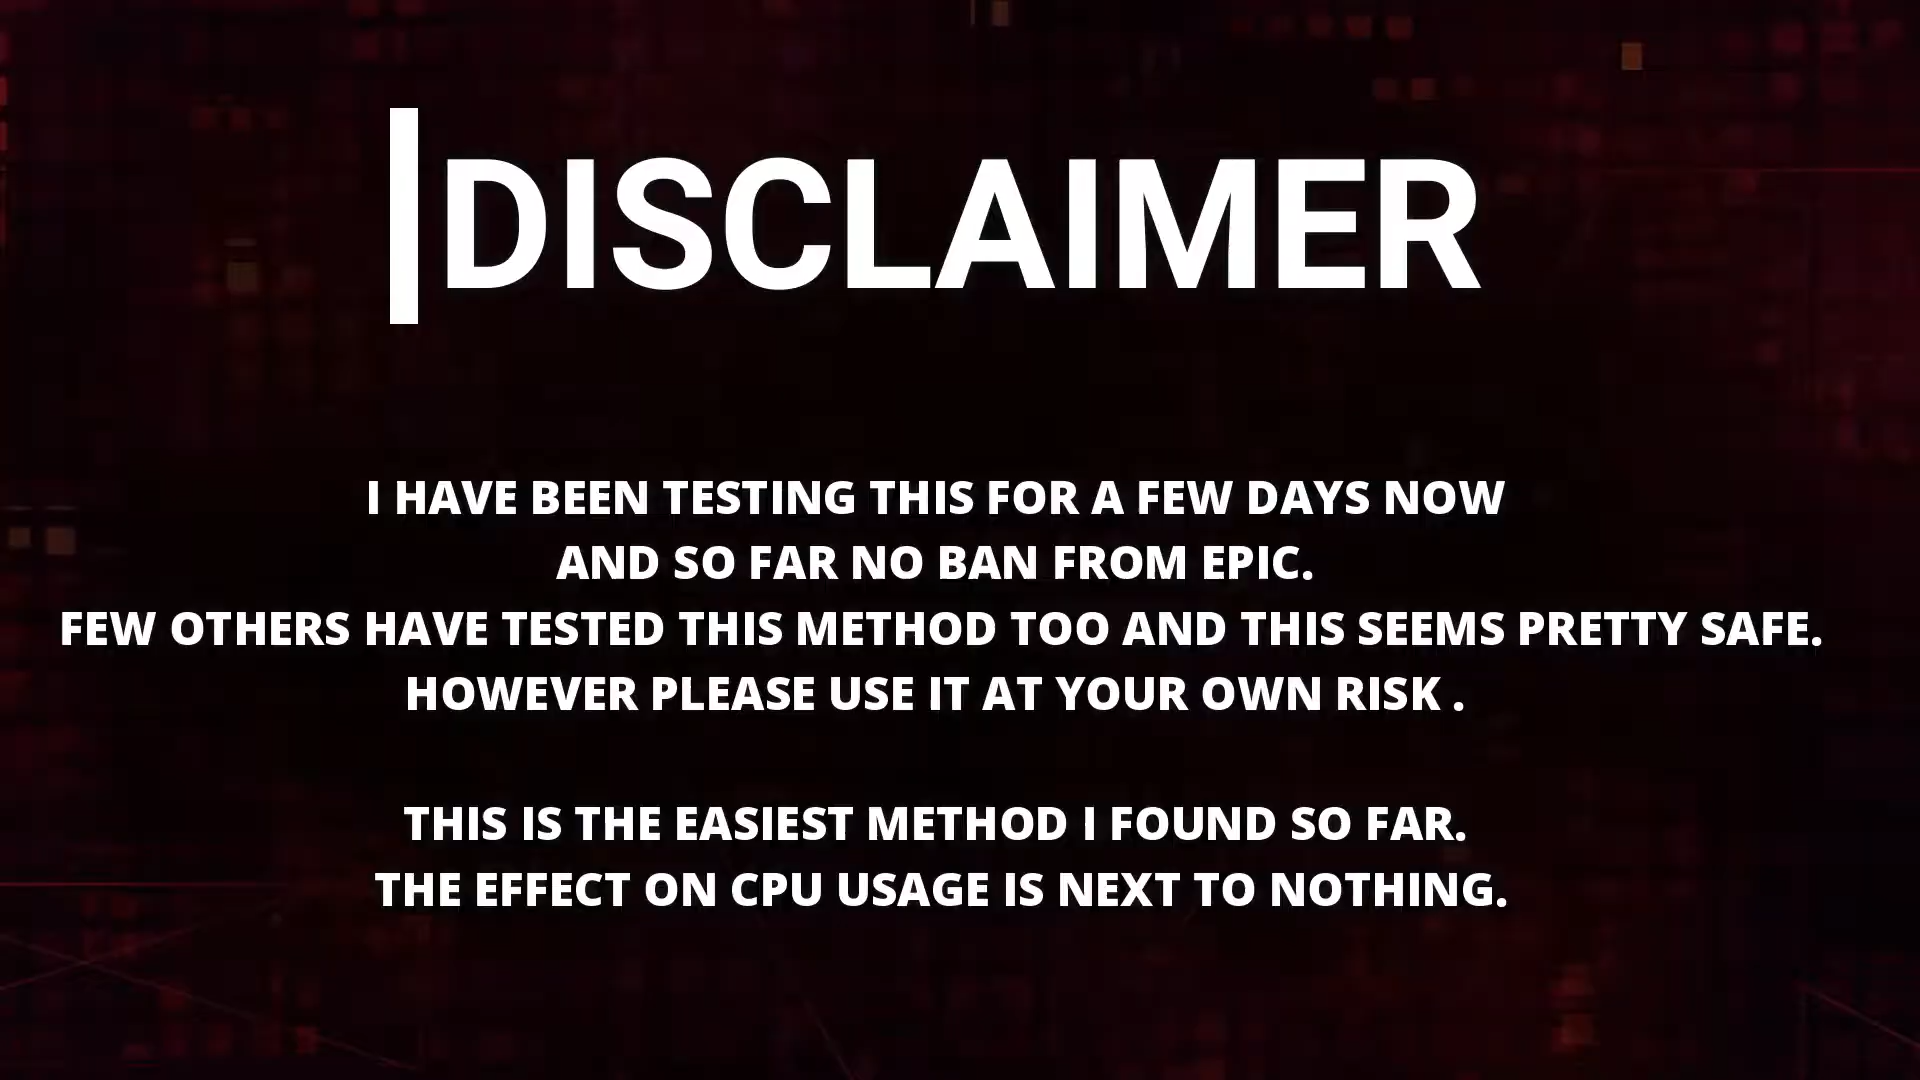 DISCLAIMER
I HAVE BEEN TESTING THIS FOR A FEW DAYS NOW
AND SO FAR NO BAN FROM EPIC.
FEW OTHERS HAVE TESTED THIS METHOD TOO AND THIS SEEMS PRETTY SAFE.
HOWEVER PLEASE USE IT AT YOUR OWN RISK .
THIS IS THE EASIEST METHOD I FOUND SO FAR.
THE EFFECT ON CPU USAGE IS NEXT TO NOTHING.